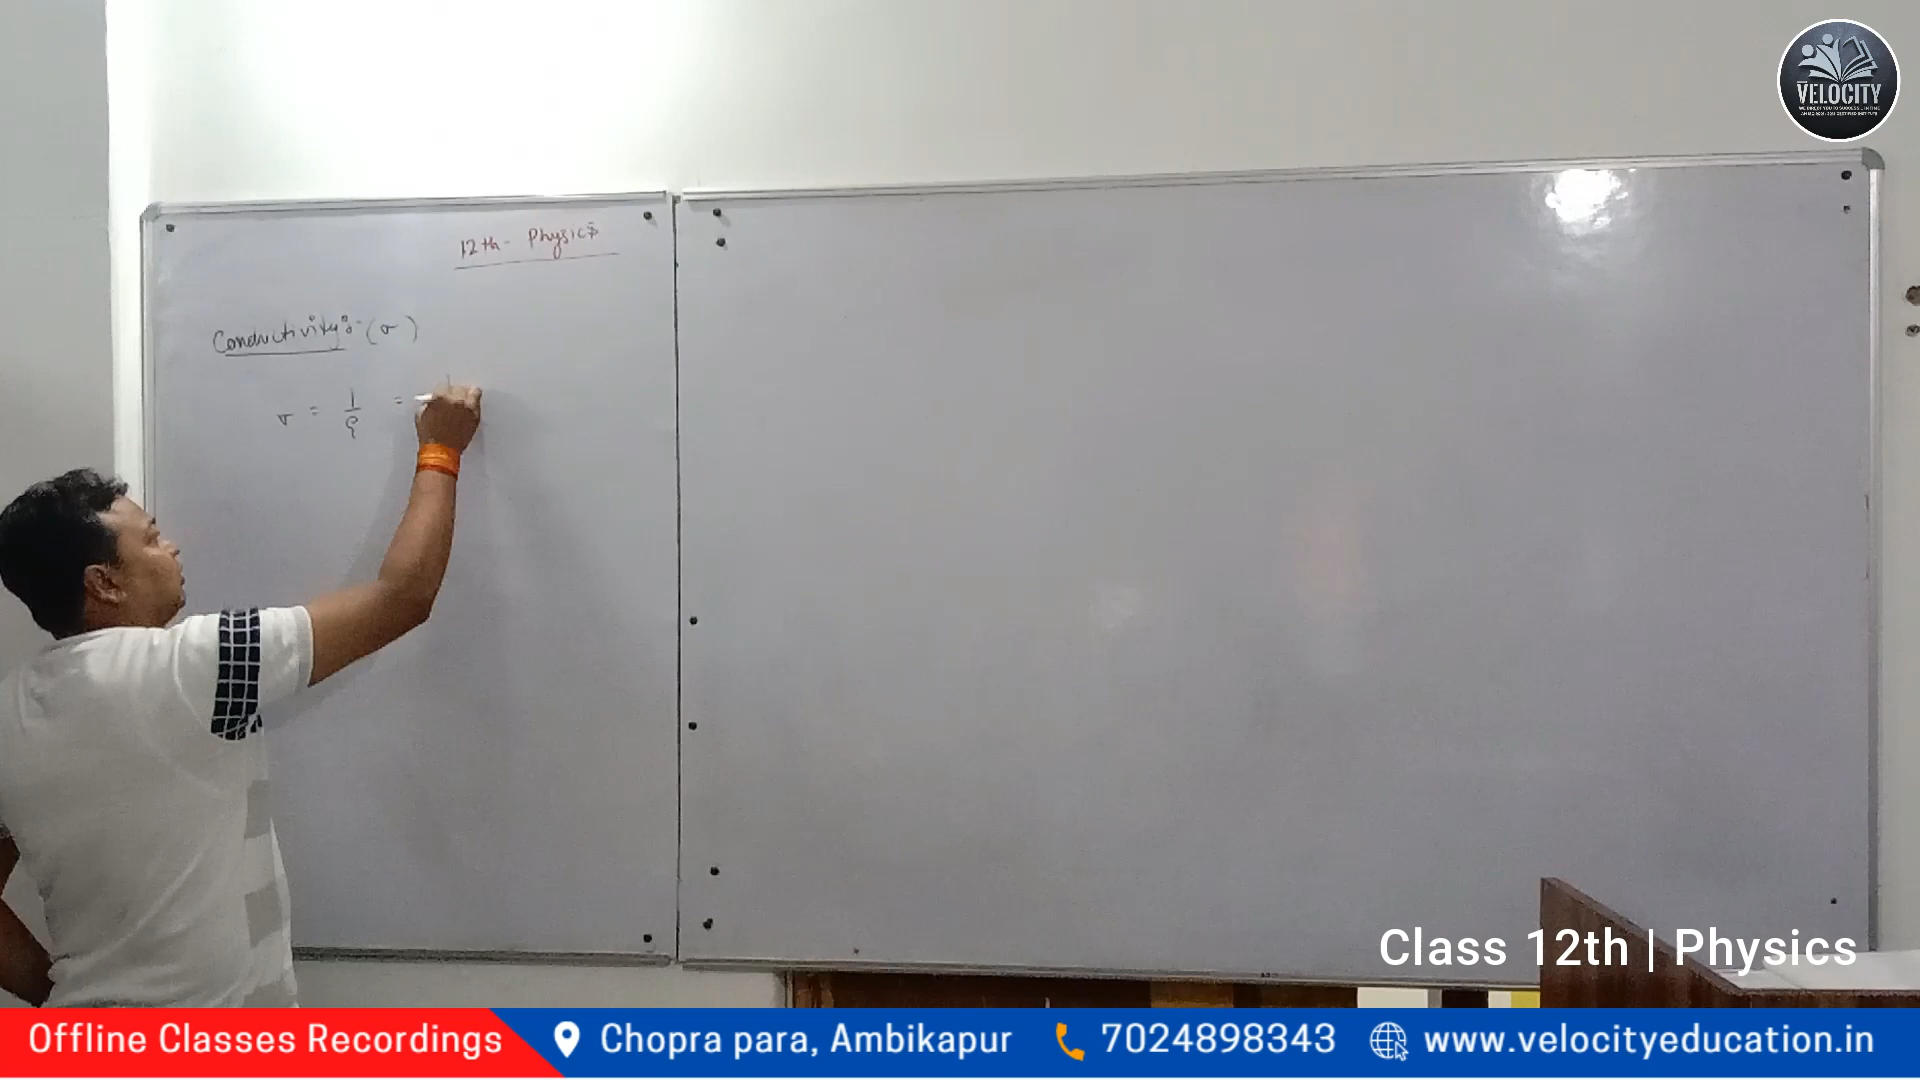 VELOCITY
12th - Physics
Conductivity :- (σ)
σ = 1/ρ =
Class 12th | Physics
Offline Classes Recordings
Chopra para, Ambikapur
7024898343
www.velocityeducation.in